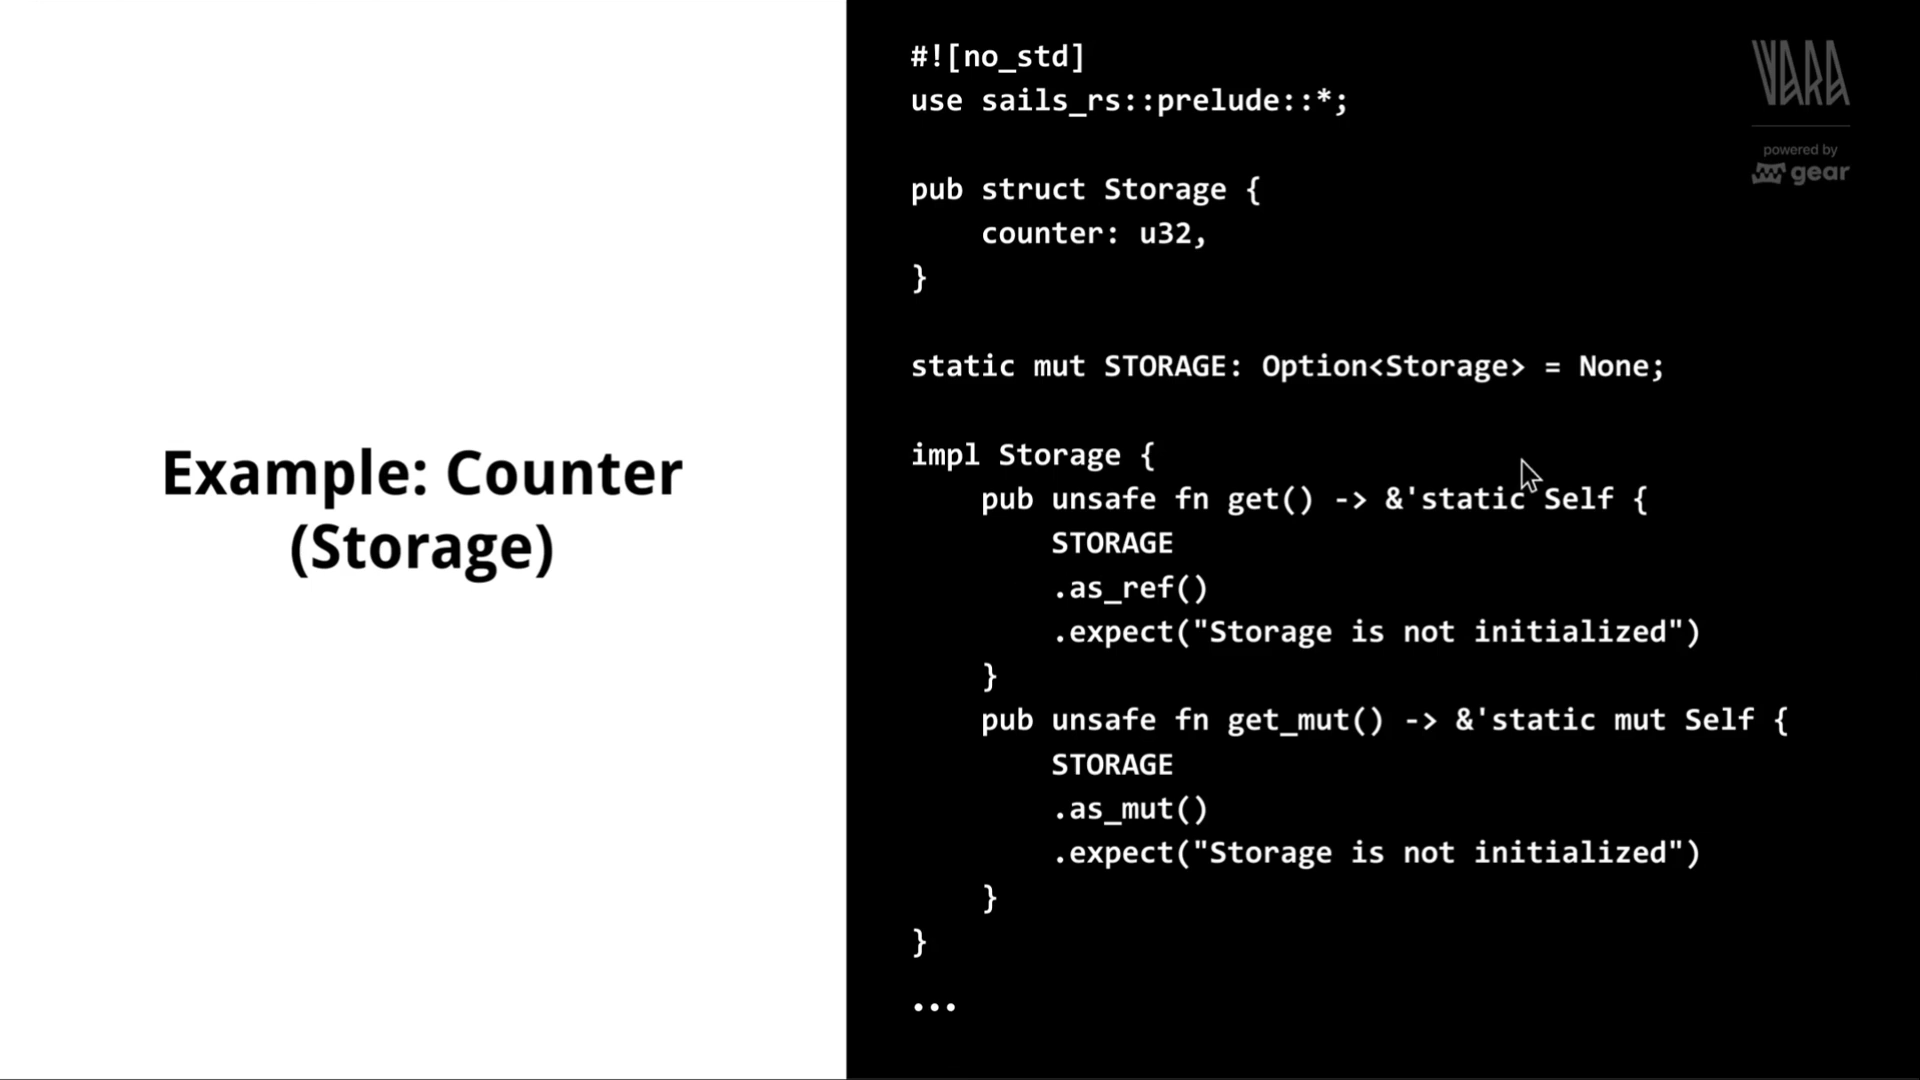 Example: Counter
(Storage)
#![no_std]
use sails_rs::prelude::*;
pub struct Storage {
    counter: u32,
}
static mut STORAGE: Option<Storage> = None;
impl Storage {
    pub unsafe fn get() -> &'static Self {
        STORAGE
        .as_ref()
        .expect("Storage is not initialized")
    }
    pub unsafe fn get_mut() -> &'static mut Self {
        STORAGE
        .as_mut()
        .expect("Storage is not initialized")
    }
}
...
VARA
powered by
gear